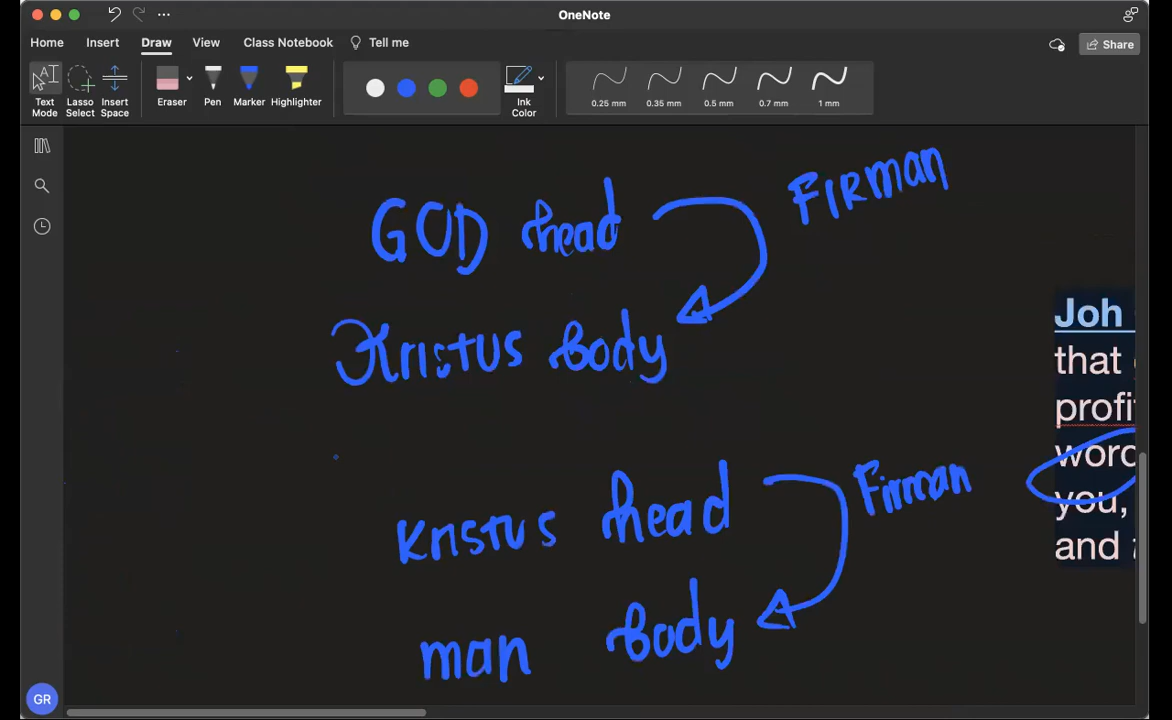 OneNote
Home Insert Draw View Class Notebook Tell me
Share
Text Mode
Lasso Select
Insert Space
Eraser
Pen
Marker
Highlighter
Ink Color
0.25 mm
0.35 mm
0.5 mm
0.7 mm
1 mm
GOD head
FIRman
Kristus body
Joh
that
profi
word
you,
and
Kristus head
Firman
man body
GR